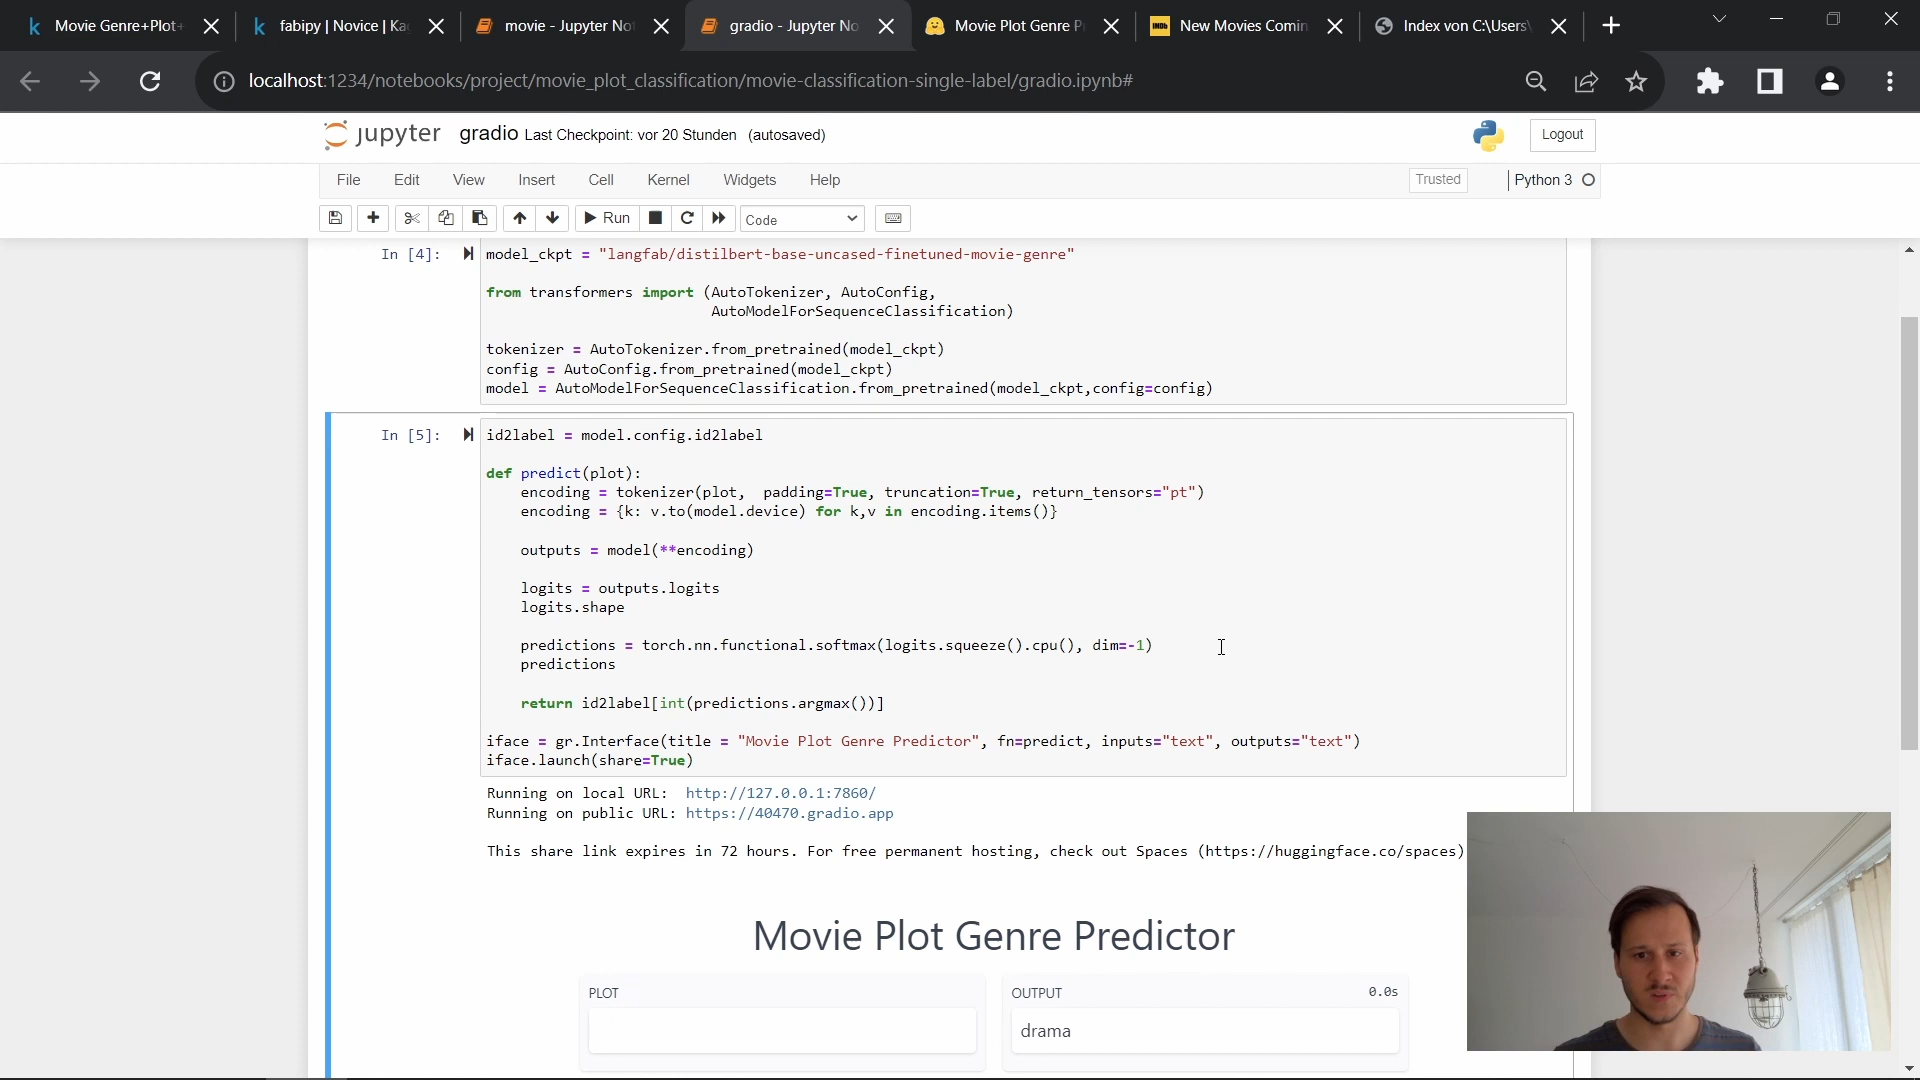 Movie Genre+Plot+
fabipy | Novice | Ka
movie - Jupyter No
gradio - Jupyter No
Movie Plot Genre P
New Movies Comin
Index von C:\Users\
localhost:1234/notebooks/project/movie_plot_classification/movie-classification-single-label/gradio.ipynb#
jupyter gradio Last Checkpoint: vor 20 Stunden (autosaved)
Logout
File Edit View Insert Cell Kernel Widgets Help
Trusted
Python 3
Run
Code
In [4]:
model_ckpt = "langfab/distilbert-base-uncased-finetuned-movie-genre"
from transformers import (AutoTokenizer, AutoConfig,
AutoModelForSequenceClassification)
tokenizer = AutoTokenizer.from_pretrained(model_ckpt)
config = AutoConfig.from_pretrained(model_ckpt)
model = AutoModelForSequenceClassification.from_pretrained(model_ckpt,config=config)
In [5]:
id2label = model.config.id2label
def predict(plot):
encoding = tokenizer(plot,  padding=True, truncation=True, return_tensors="pt")
encoding = {k: v.to(model.device) for k,v in encoding.items()}
outputs = model(**encoding)
logits = outputs.logits
logits.shape
predictions = torch.nn.functional.softmax(logits.squeeze().cpu(), dim=-1)
predictions
return id2label[int(predictions.argmax())]
iface = gr.Interface(title = "Movie Plot Genre Predictor", fn=predict, inputs="text", outputs="text")
iface.launch(share=True)
Running on local URL:  http://127.0.0.1:7860/
Running on public URL: https://40470.gradio.app
This share link expires in 72 hours. For free permanent hosting, check out Spaces (https://huggingface.co/spaces)
Movie Plot Genre Predictor
PLOT
OUTPUT
0.0s
drama